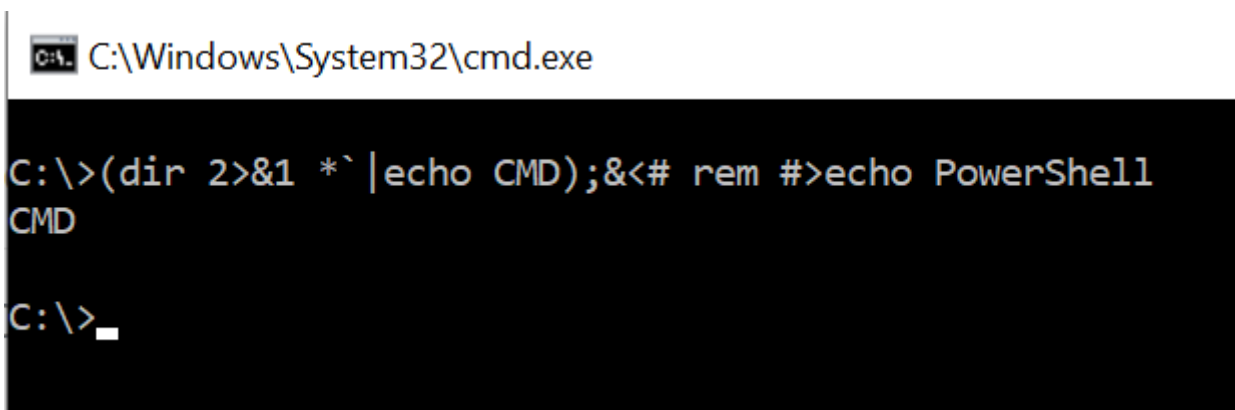 C:\Windows\System32\cmd.exe
C:\>(dir 2>&1 *`|echo CMD);&<# rem #>echo PowerShell
CMD
C:\>